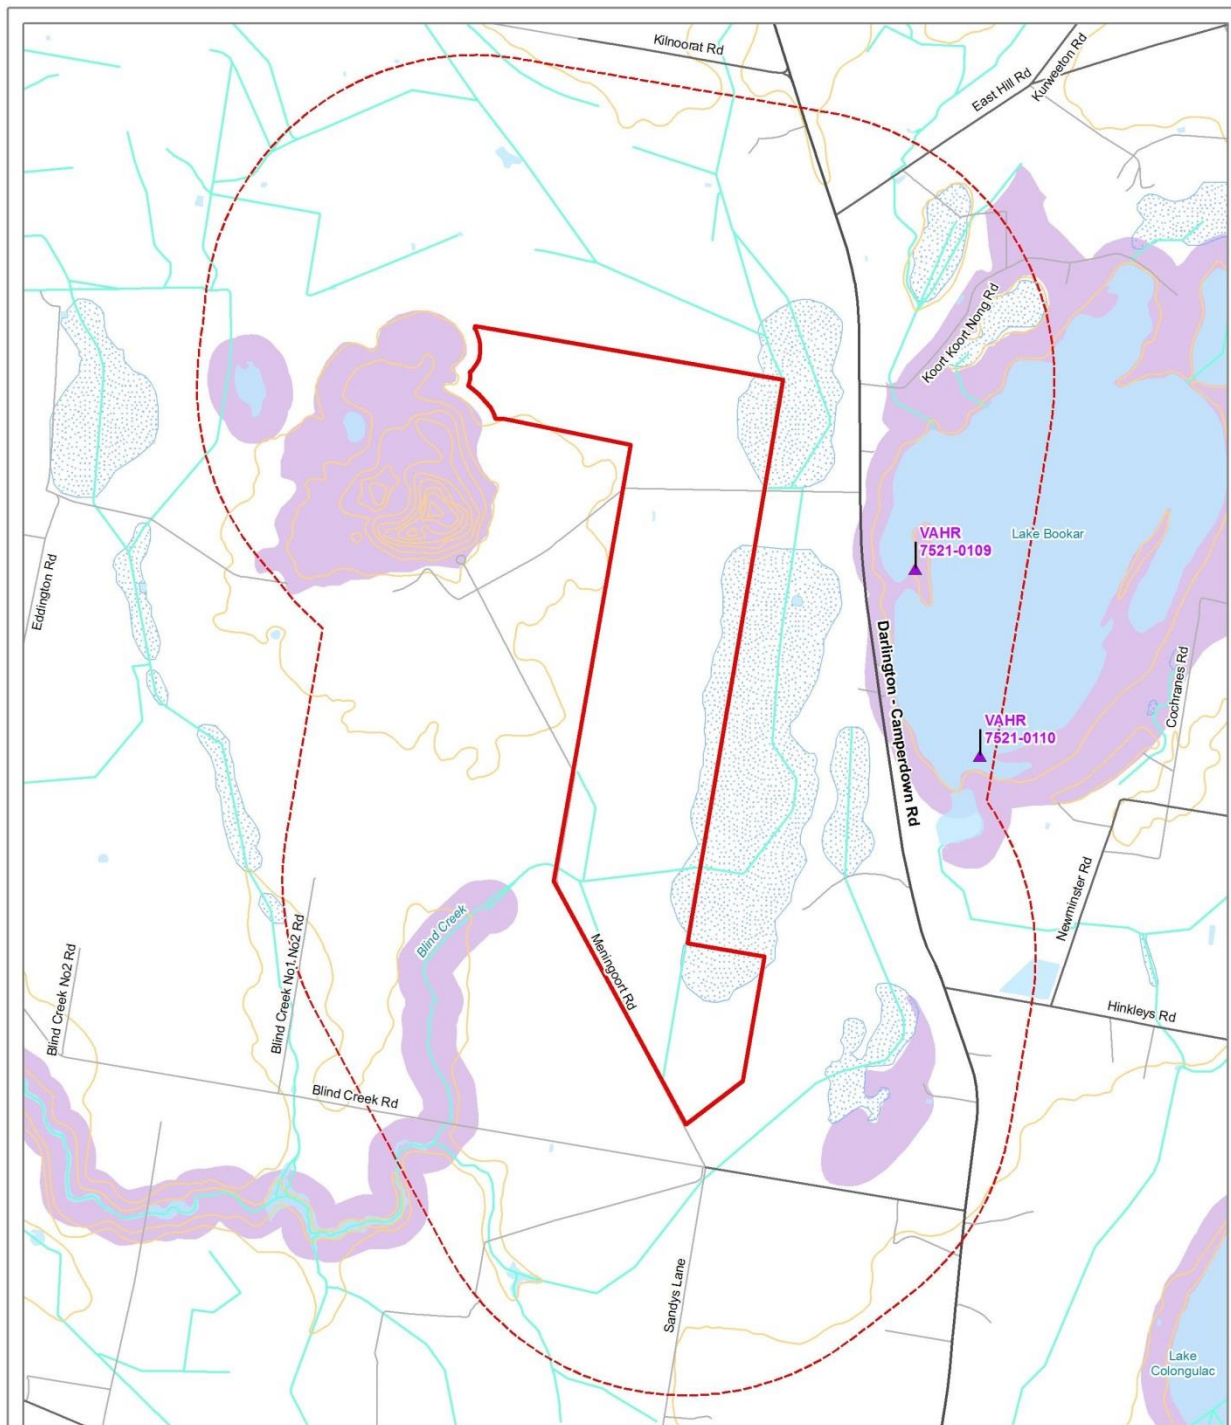 Kilnoorat Rd
East Hill Rd
Kurweeton Rd
Koort Koort Nong Rd
VAHR
7521-0109
Lake Bookar
Eddington Rd
Darlington - Camperdown Rd
Cochranes Rd
VAHR
7521-0110
Newminster Rd
Blind Creek
Meningoort Rd
Blind Creek No2 Rd
Blind Creek No1 No2 Rd
Hinkleys Rd
Blind Creek Rd
Sandys Lane
Lake
Colongulac